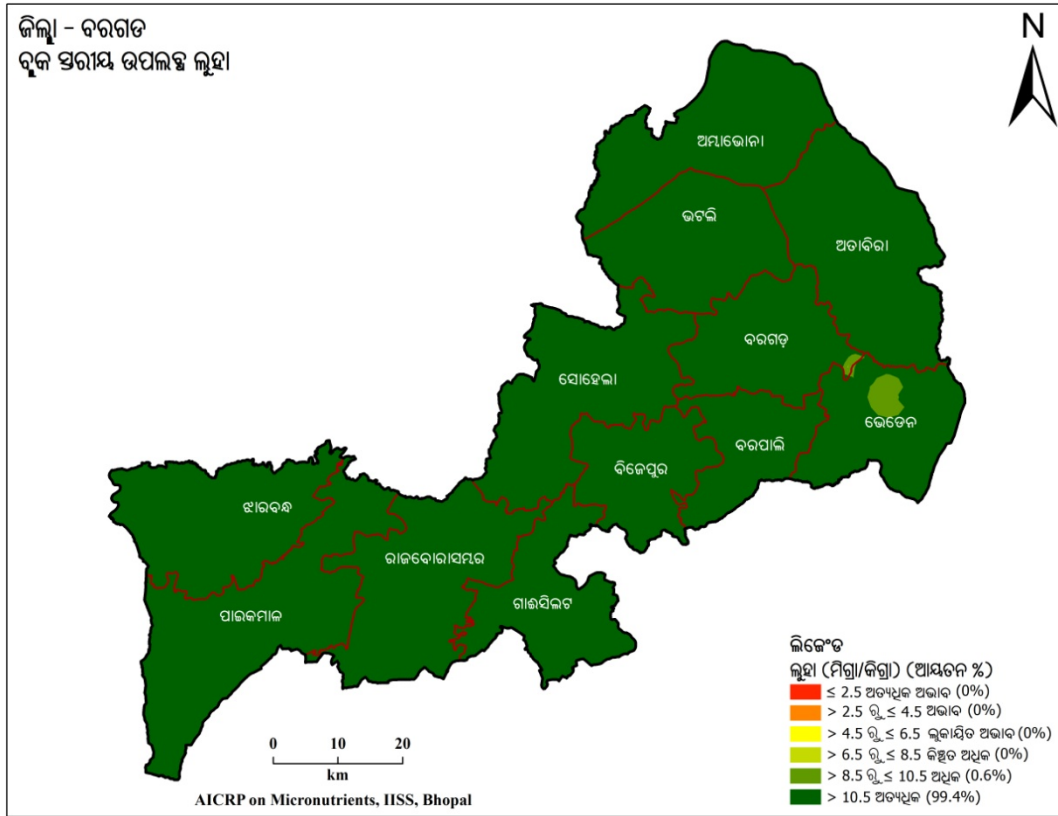 ଜିଲ୍ଲା - ବରଗଡ
ବ୍ଲକ ସ୍ତରୀୟ ଉପଲବ୍ଧ ଲୁହା
N
ଅମ୍ଭାଭୋନା
ଭଟଲି
ଅତାବିରା
ବରଗଡ଼
ସୋହେଲା
ଭେଡେନ
ବରପାଲି
ବିଜେପୁର
ଝାରବନ୍ଧ
ରାଜବୋରାସମ୍ଭର
ଗାଈସିଲଟ
ପାଇକମାଳ
ଲିଜେଂଡ
ଲୁହା (ମିଗ୍ରା/କିଗ୍ରା) (ଆୟତନ %)
≤ 2.5 ଅତ୍ୟଧିକ ଅଭାବ (0%)
> 2.5 ରୁ ≤ 4.5 ଅଭାବ (0%)
> 4.5 ରୁ ≤ 6.5 ଲୁକାୟିତ ଅଭାବ (0%)
> 6.5 ରୁ ≤ 8.5 କିଞ୍ଚିତ ଅଧିକ (0%)
> 8.5 ରୁ ≤ 10.5 ଅଧିକ (0.6%)
> 10.5 ଅତ୍ୟଧିକ (99.4%)
0 10 20
km
AICRP on Micronutrients, IISS, Bhopal